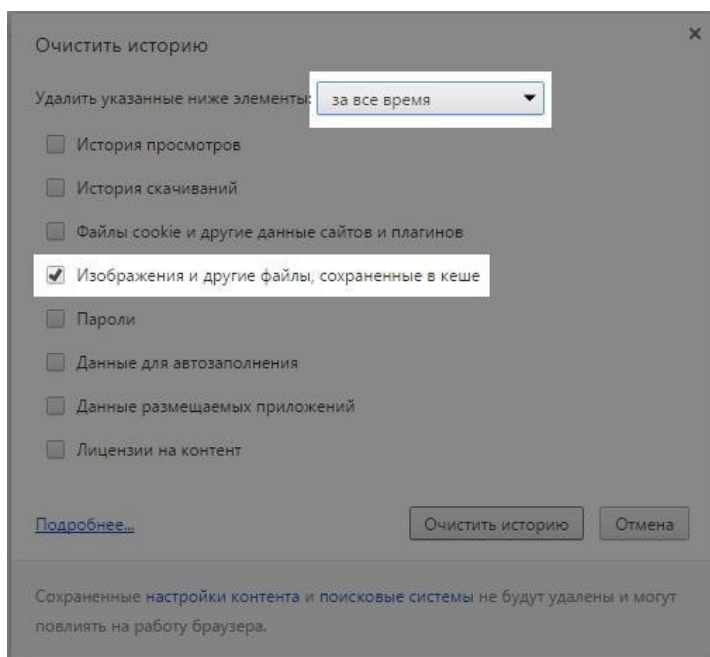 Очистить историю
Удалить указанные ниже элементы: за все время
История просмотров
История скачиваний
Файлы cookie и другие данные сайтов и плагинов
Изображения и другие файлы, сохраненные в кеше
Пароли
Данные для автозаполнения
Данные размещаемых приложений
Лицензии на контент
Подробнее... Очистить историю Отмена
Сохраненные настройки контента и поисковые системы не будут удалены и могут
повлиять на работу браузера.